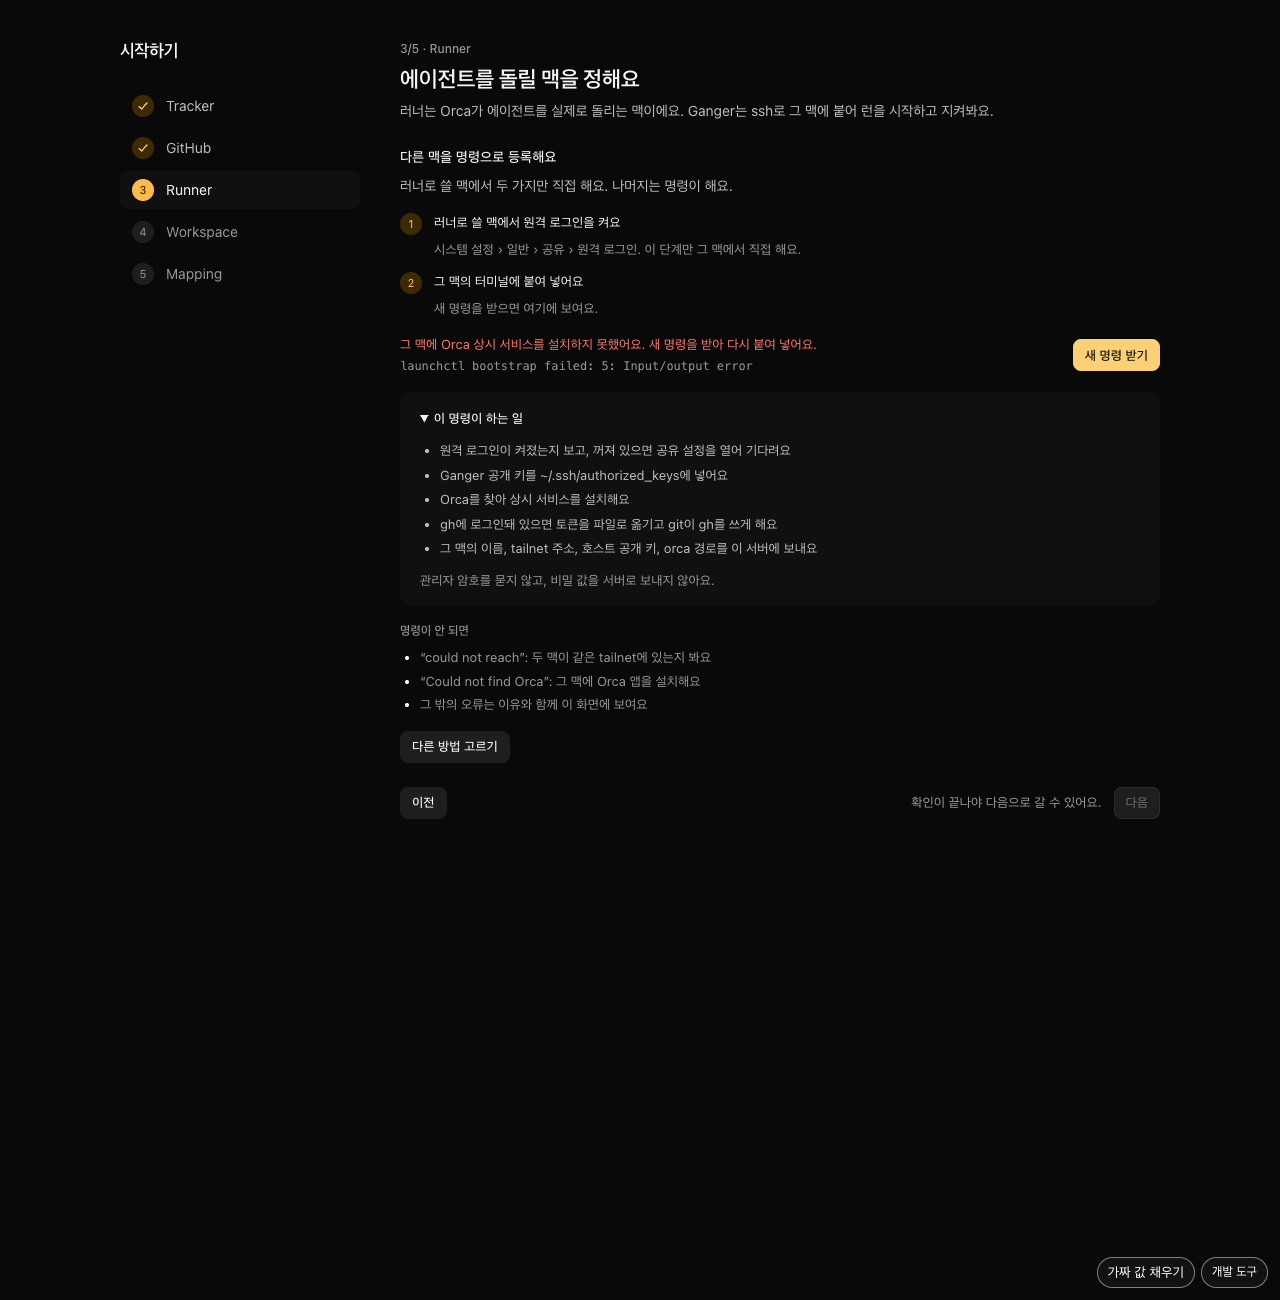 시작하기
Tracker
GitHub
3 Runner
4 Workspace
5 Mapping
3/5 · Runner
에이전트를 돌릴 맥을 정해요
러너는 Orca가 에이전트를 실제로 돌리는 맥이에요. Ganger는 ssh로 그 맥에 붙어 런을 시작하고 지켜봐요.
다른 맥을 명령으로 등록해요
러너로 쓸 맥에서 두 가지만 직접 해요. 나머지는 명령이 해요.
1 러너로 쓸 맥에서 원격 로그인을 켜요
시스템 설정 › 일반 › 공유 › 원격 로그인. 이 단계만 그 맥에서 직접 해요.
2 그 맥의 터미널에 붙여 넣어요
새 명령을 받으면 여기에 보여요.
그 맥에 Orca 상시 서비스를 설치하지 못했어요. 새 명령을 받아 다시 붙여 넣어요.
launchctl bootstrap failed: 5: Input/output error
새 명령 받기
▼ 이 명령이 하는 일
• 원격 로그인이 켜졌는지 보고, 꺼져 있으면 공유 설정을 열어 기다려요
• Ganger 공개 키를 ~/.ssh/authorized_keys에 넣어요
• Orca를 찾아 상시 서비스를 설치해요
• gh에 로그인돼 있으면 토큰을 파일로 옮기고 git이 gh를 쓰게 해요
• 그 맥의 이름, tailnet 주소, 호스트 공개 키, orca 경로를 이 서버에 보내요
관리자 암호를 묻지 않고, 비밀 값을 서버로 보내지 않아요.
명령이 안 되면
• “could not reach”: 두 맥이 같은 tailnet에 있는지 봐요
• “Could not find Orca”: 그 맥에 Orca 앱을 설치해요
• 그 밖의 오류는 이유와 함께 이 화면에 보여요
다른 방법 고르기
이전
확인이 끝나야 다음으로 갈 수 있어요.
다음
가짜 값 채우기
개발 도구